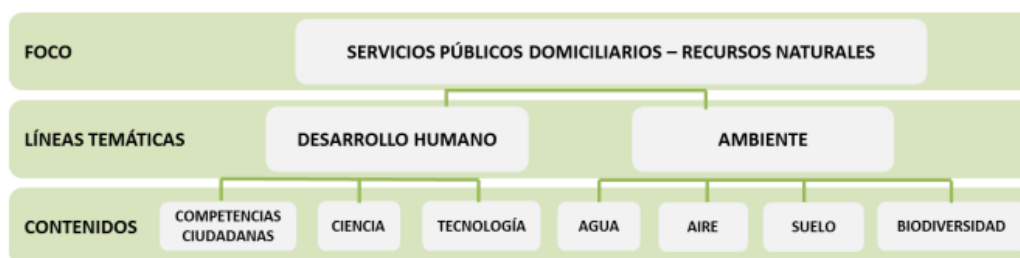 FOCO
SERVICIOS PÚBLICOS DOMICILIARIOS – RECURSOS NATURALES
LÍNEAS TEMÁTICAS
DESARROLLO HUMANO
AMBIENTE
CONTENIDOS
COMPETENCIAS
CIUDADANAS
CIENCIA
TECNOLOGÍA
AGUA
AIRE
SUELO
BIODIVERSIDAD